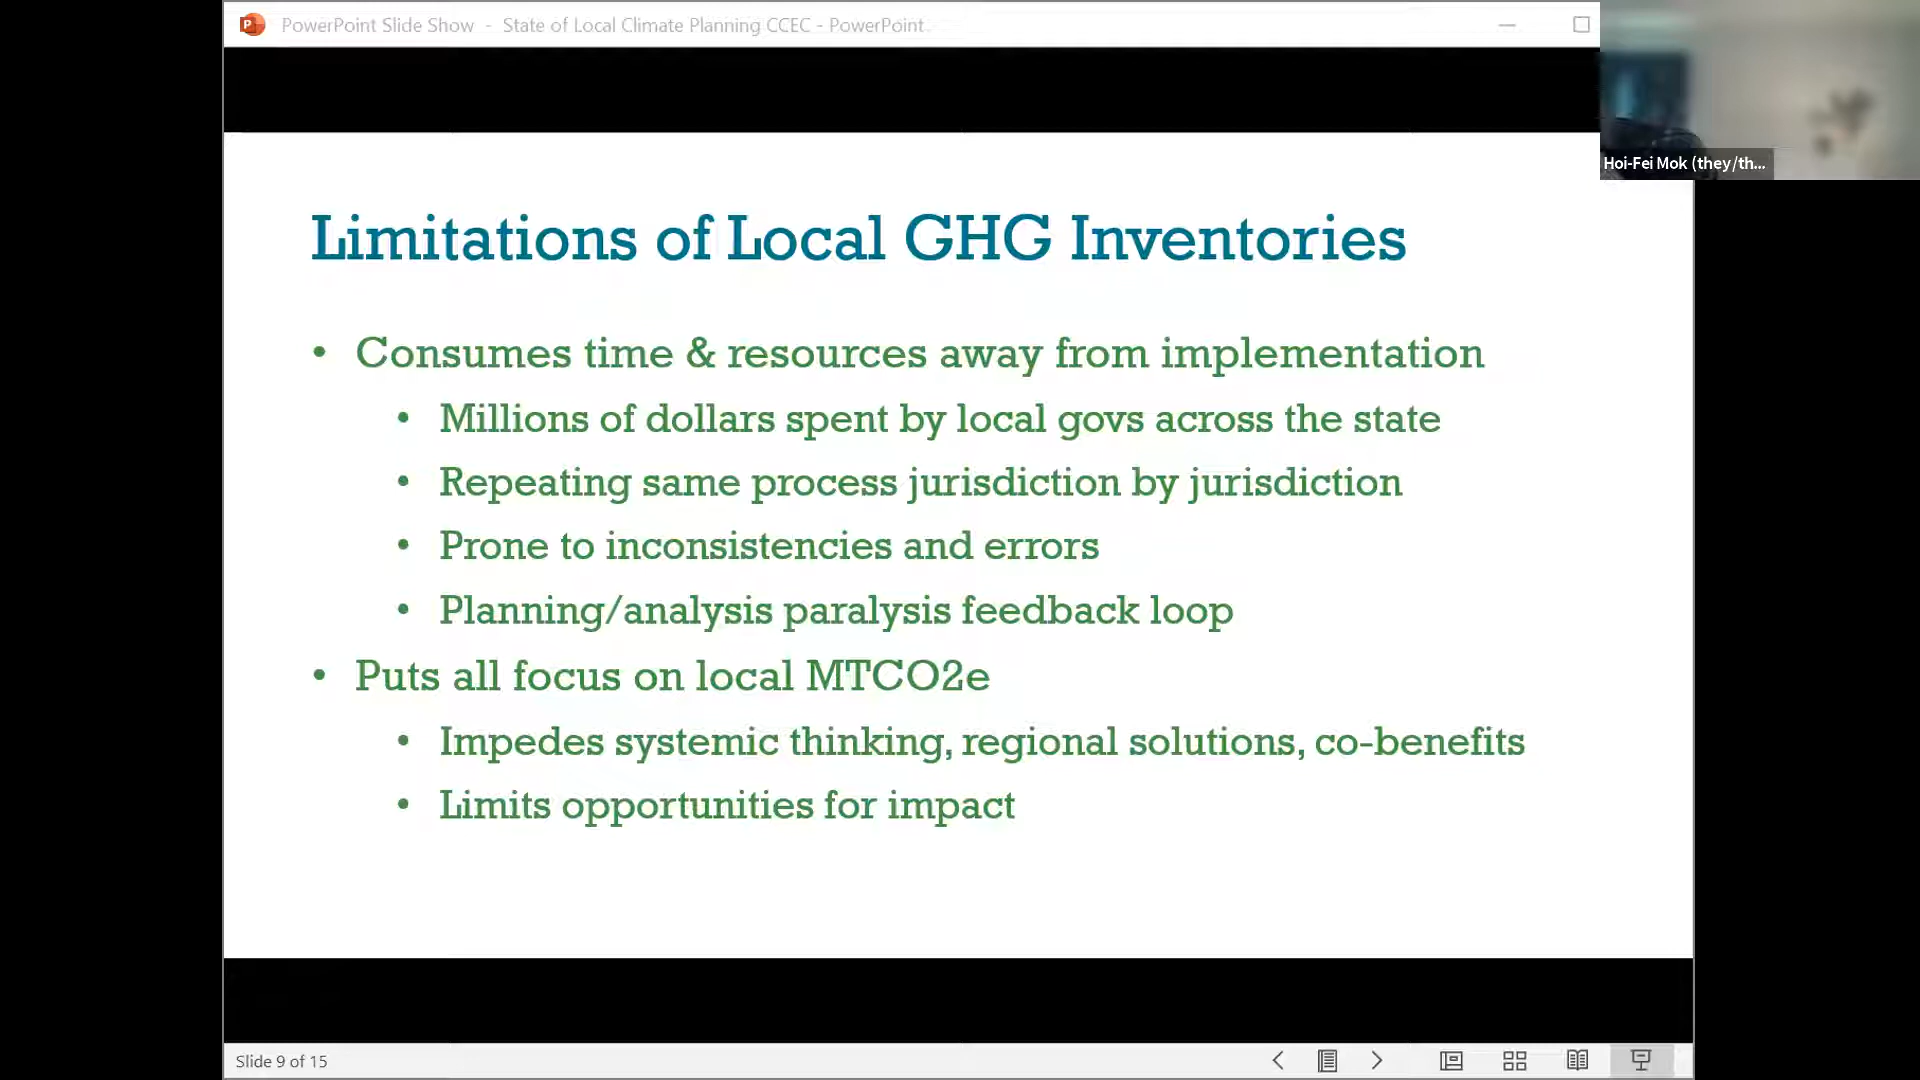 PowerPoint Slide Show - State of Local Climate Planning CCEC - PowerPoint
Hoi-Fei Mok (they/th...
Limitations of Local GHG Inventories
• Consumes time & resources away from implementation
• Millions of dollars spent by local govs across the state
• Repeating same process jurisdiction by jurisdiction
• Prone to inconsistencies and errors
• Planning/analysis paralysis feedback loop
• Puts all focus on local MTCO2e
• Impedes systemic thinking, regional solutions, co-benefits
• Limits opportunities for impact
Slide 9 of 15